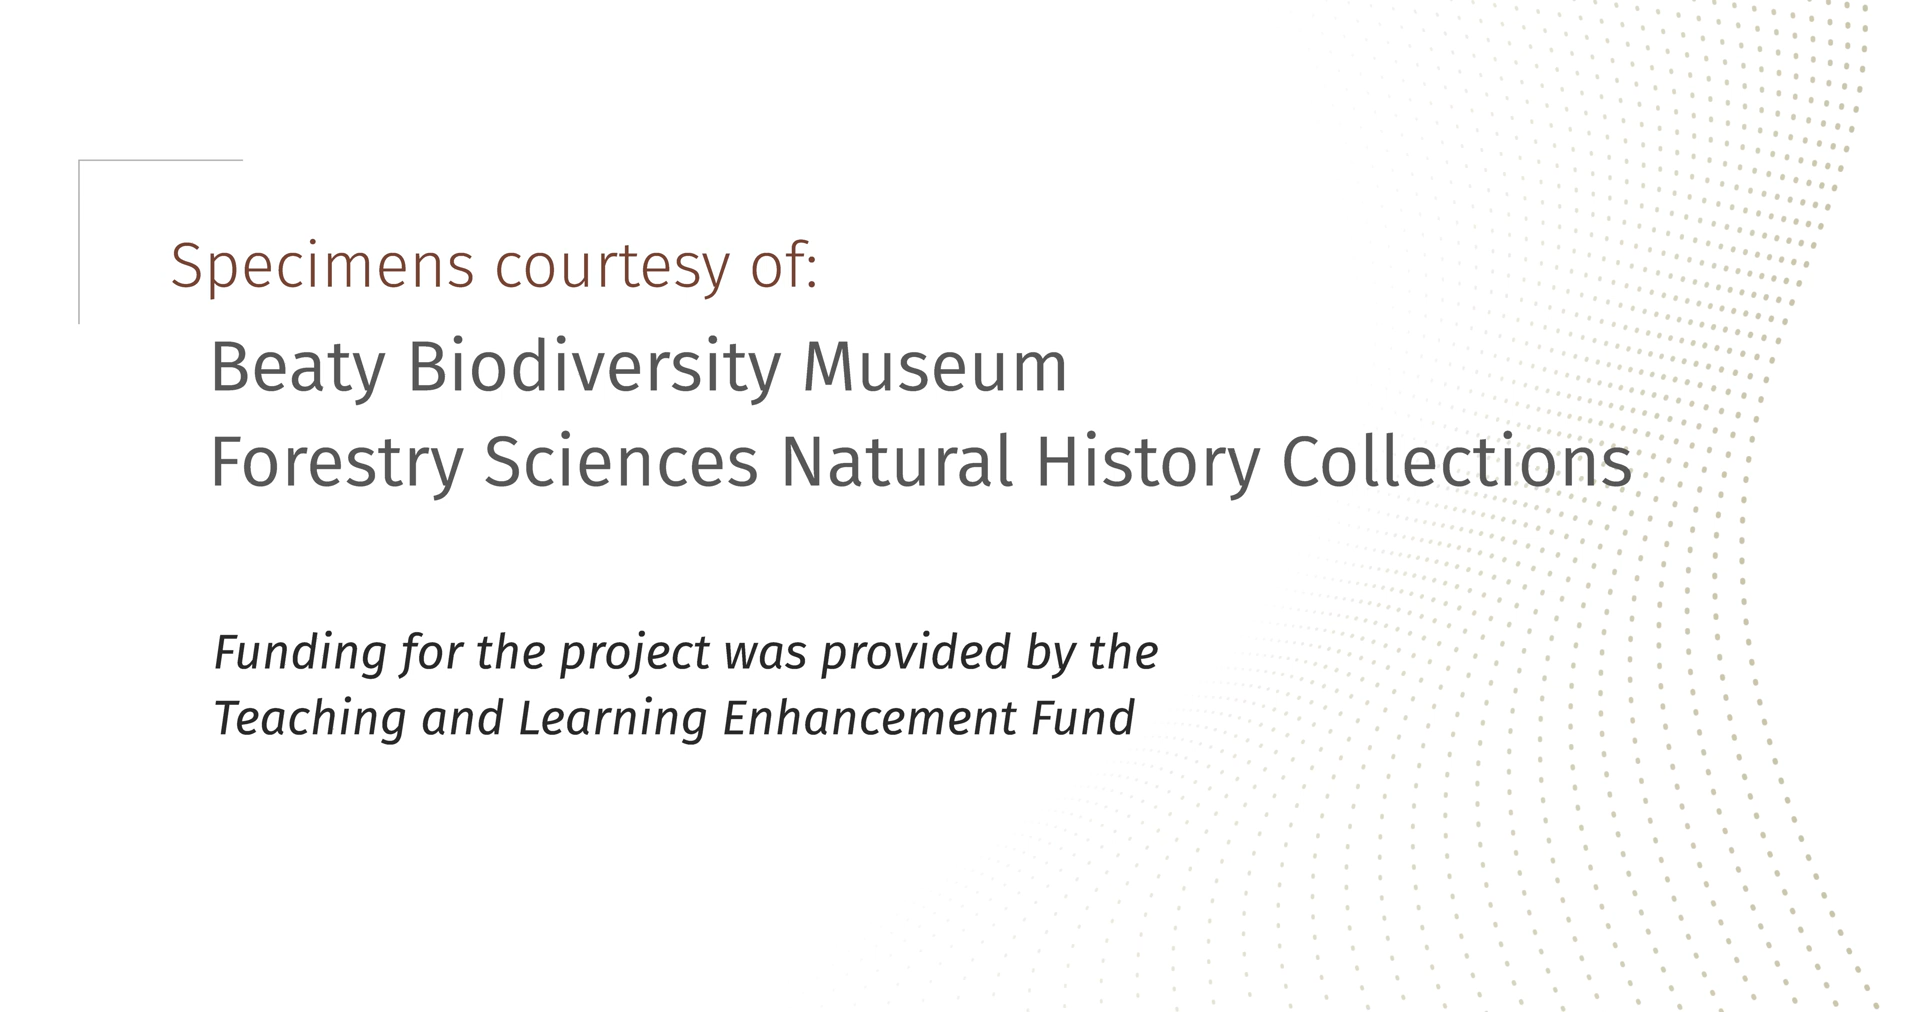 Specimens courtesy of:
Beaty Biodiversity Museum
Forestry Sciences Natural History Collections
Funding for the project was provided by the
Teaching and Learning Enhancement Fund